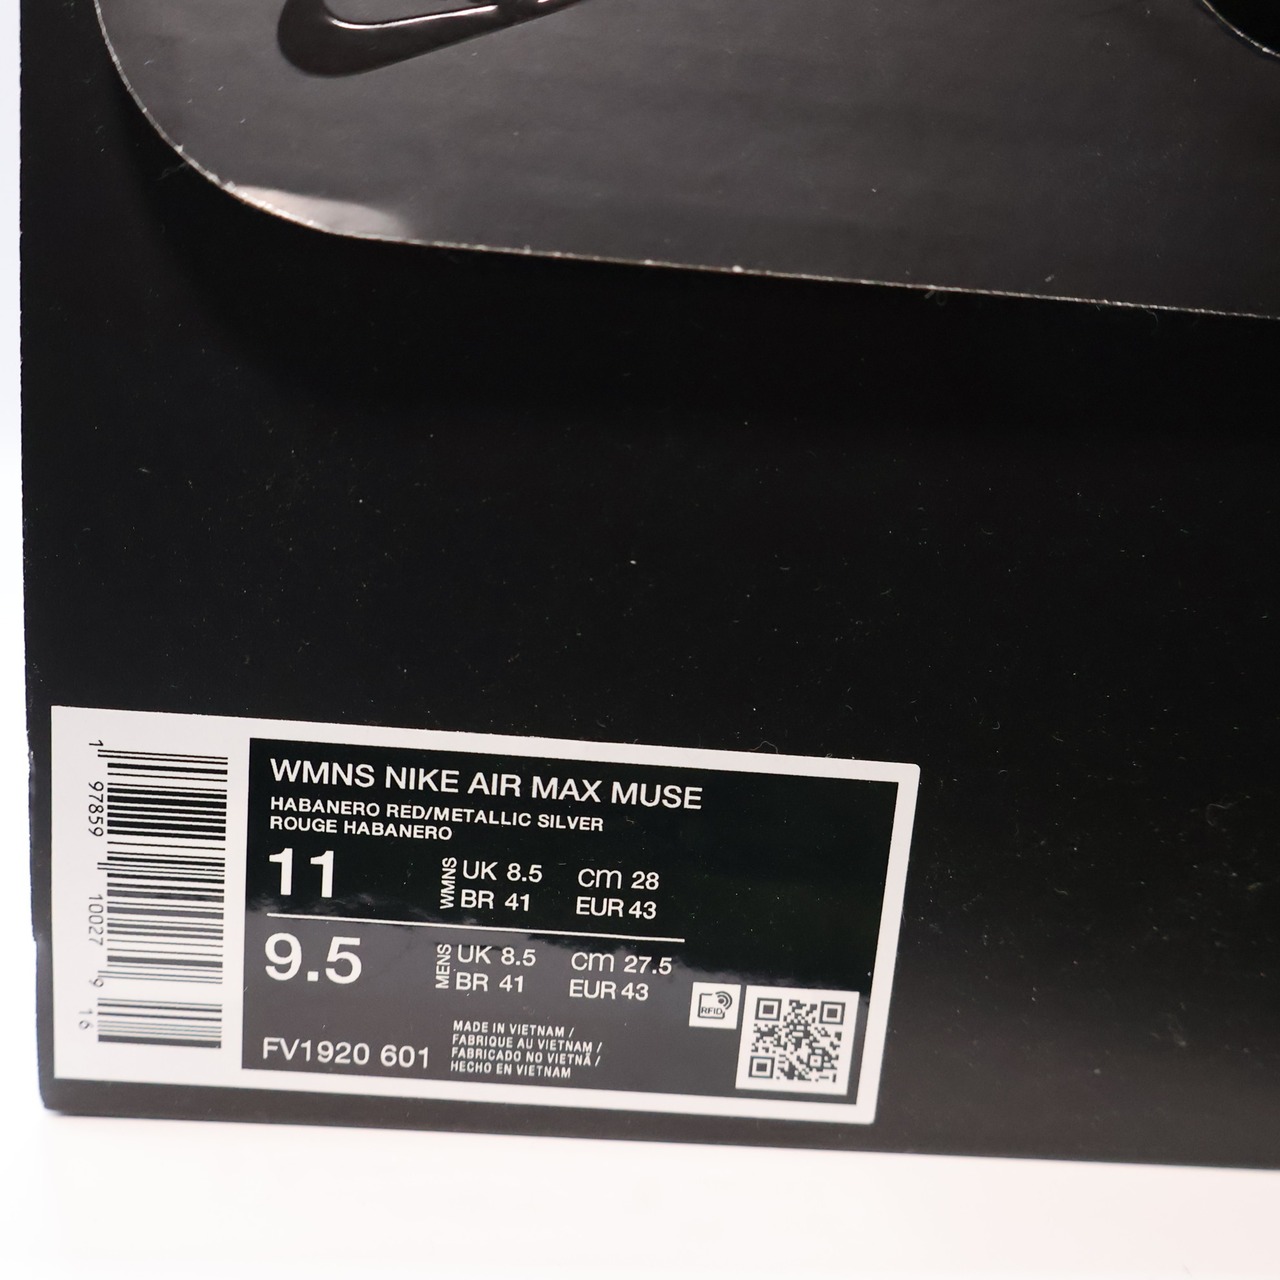 WMNS NIKE AIR MAX MUSE
HABANERO RED/METALLIC SILVER
ROUGE HABANERO
11 WMNS UK 8.5 CM 28
BR 41 EUR 43
9.5 MENS UK 8.5 CM 27.5
BR 41 EUR 43
RFID
FV1920 601
MADE IN VIETNAM /
FABRIQUE AU VIETNAM /
FABRICADO NO VIETNÃ /
HECHO EN VIETNAM
1 97859 10027 9 16